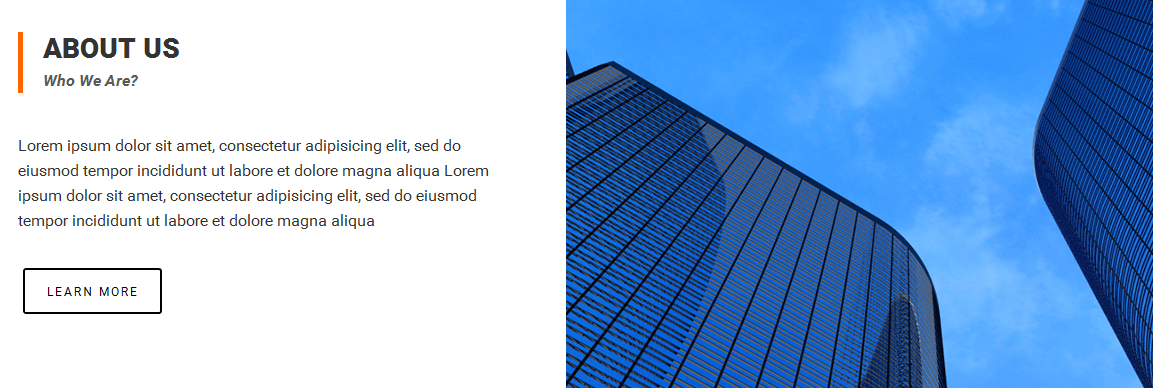 ABOUT US
Who We Are?
Lorem ipsum dolor sit amet, consectetur adipisicing elit, sed do
eiusmod tempor incididunt ut labore et dolore magna aliqua Lorem
ipsum dolor sit amet, consectetur adipisicing elit, sed do eiusmod
tempor incididunt ut labore et dolore magna aliqua
LEARN MORE